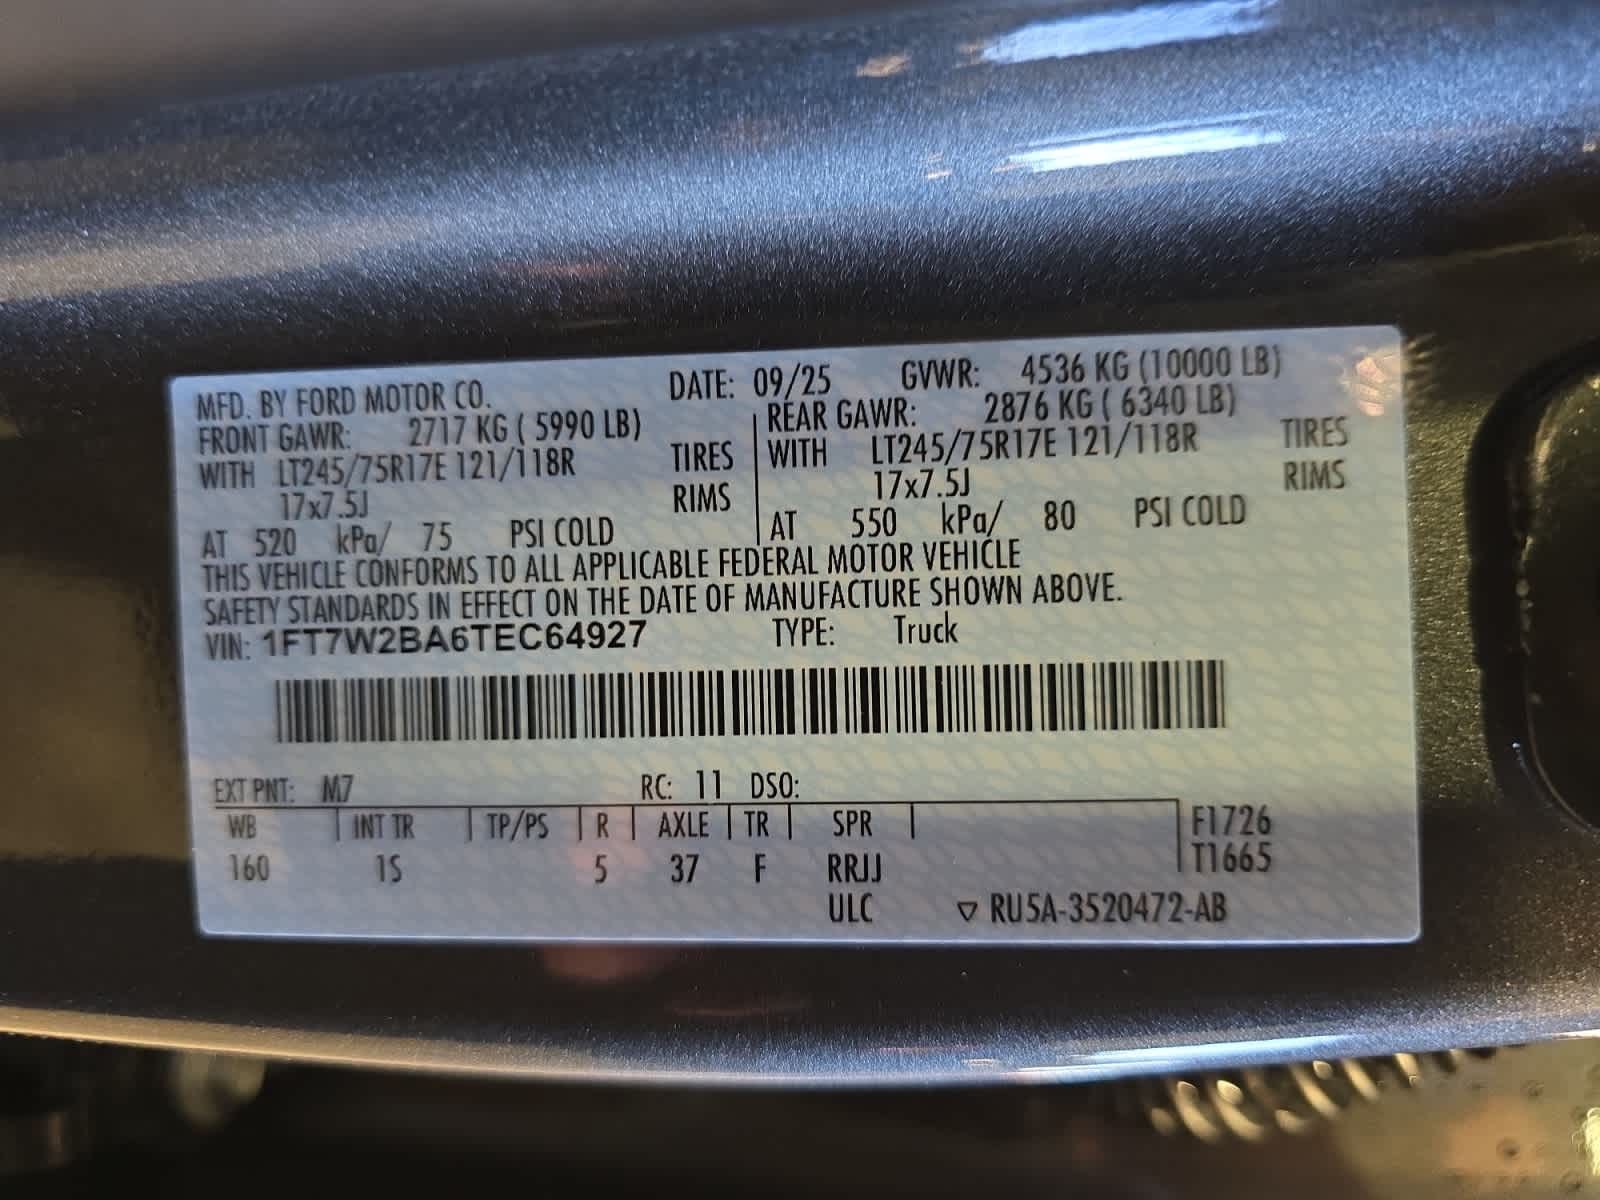 MFD. BY FORD MOTOR CO. DATE: 09/25 GVWR: 4536 KG (10000 LB)
FRONT GAWR: 2717 KG ( 5990 LB) REAR GAWR: 2876 KG ( 6340 LB)
WITH LT245/75R17E 121/118R TIRES WITH LT245/75R17E 121/118R TIRES
17x7.5J RIMS 17x7.5J RIMS
AT 520 kPa/ 75 PSI COLD AT 550 kPa/ 80 PSI COLD
THIS VEHICLE CONFORMS TO ALL APPLICABLE FEDERAL MOTOR VEHICLE
SAFETY STANDARDS IN EFFECT ON THE DATE OF MANUFACTURE SHOWN ABOVE.
VIN: 1FT7W2BA6TEC64927 TYPE: Truck
EXT PNT: M7 RC: 11 DSO:
WB INT TR TP/PS R AXLE TR SPR F1726
160 1S 5 37 F RRJJ T1665
ULC ▽ RU5A-3520472-AB